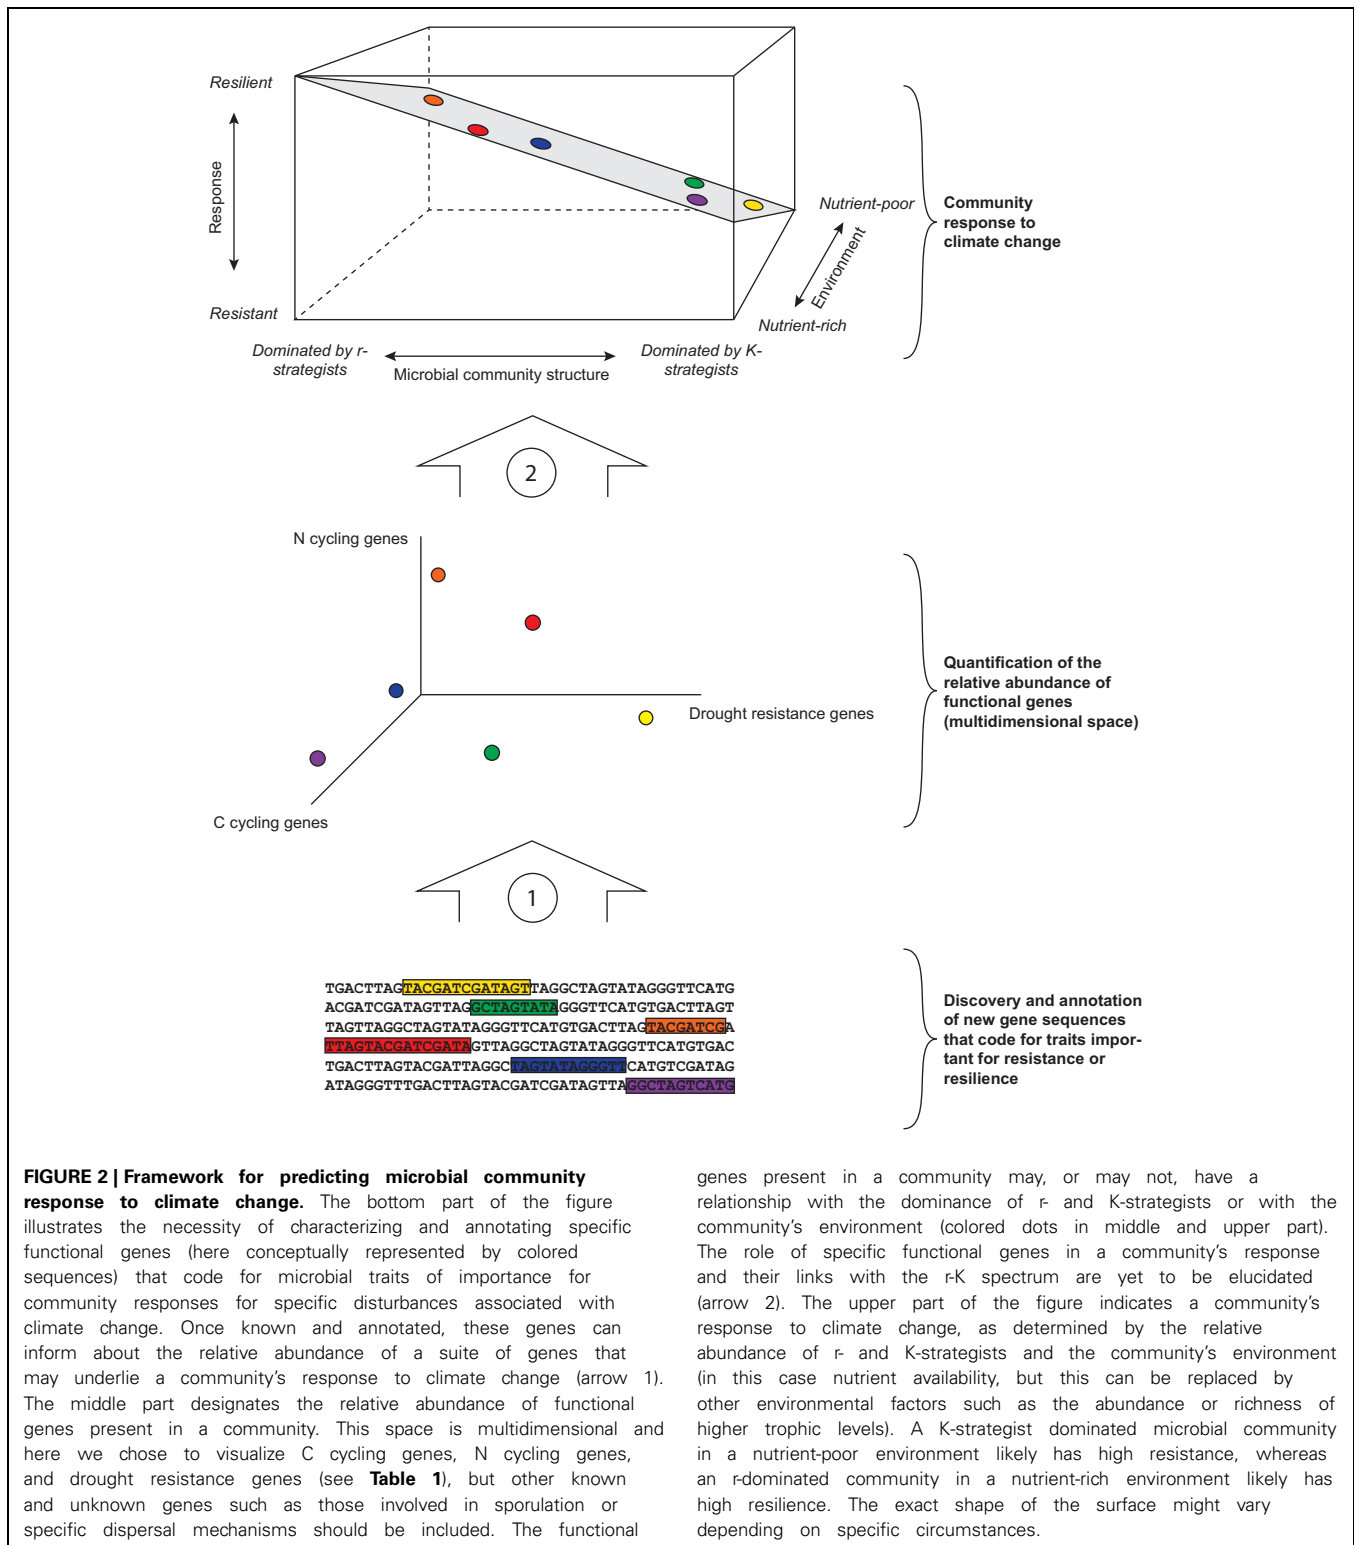 Resilient
Response
Resistant
Nutrient-poor
Environment
Nutrient-rich
Dominated by r-
strategists
Microbial community structure
Dominated by K-
strategists
Community
response to
climate change
2
N cycling genes
Drought resistance genes
C cycling genes
Quantification of the
relative abundance of
functional genes
(multidimensional space)
1
TGACTTAGTACGATCGATAGTTAGGCTAGTATAGGGTTCATG
ACGATCGATAGTTAGGCTAGTATAGGGTTCATGTGACTTAGT
TAGTTAGGCTAGTATAGGGTTCATGTGACTTAGTACGATCGA
TTAGTACGATCGATAGTTAGGCTAGTATAGGGTTCATGTGAC
TGACTTAGTACGATTAGGCTAGTATAGGGTTCATGTCGATAG
ATAGGGTTTGACTTAGTACGATCGATAGTTAGGCTAGTCATG
Discovery and annotation
of new gene sequences
that code for traits impor-
tant for resistance or
resilience
FIGURE 2 | Framework for predicting microbial community
response to climate change. The bottom part of the figure
illustrates the necessity of characterizing and annotating specific
functional genes (here conceptually represented by colored
sequences) that code for microbial traits of importance for
community responses for specific disturbances associated with
climate change. Once known and annotated, these genes can
inform about the relative abundance of a suite of genes that
may underlie a community's response to climate change (arrow 1).
The middle part designates the relative abundance of functional
genes present in a community. This space is multidimensional and
here we chose to visualize C cycling genes, N cycling genes,
and drought resistance genes (see Table 1), but other known
and unknown genes such as those involved in sporulation or
specific dispersal mechanisms should be included. The functional
genes present in a community may, or may not, have a
relationship with the dominance of r- and K-strategists or with the
community's environment (colored dots in middle and upper part).
The role of specific functional genes in a community's response
and their links with the r-K spectrum are yet to be elucidated
(arrow 2). The upper part of the figure indicates a community's
response to climate change, as determined by the relative
abundance of r- and K-strategists and the community's environment
(in this case nutrient availability, but this can be replaced by
other environmental factors such as the abundance or richness of
higher trophic levels). A K-strategist dominated microbial community
in a nutrient-poor environment likely has high resistance, whereas
an r-dominated community in a nutrient-rich environment likely has
high resilience. The exact shape of the surface might vary
depending on specific circumstances.